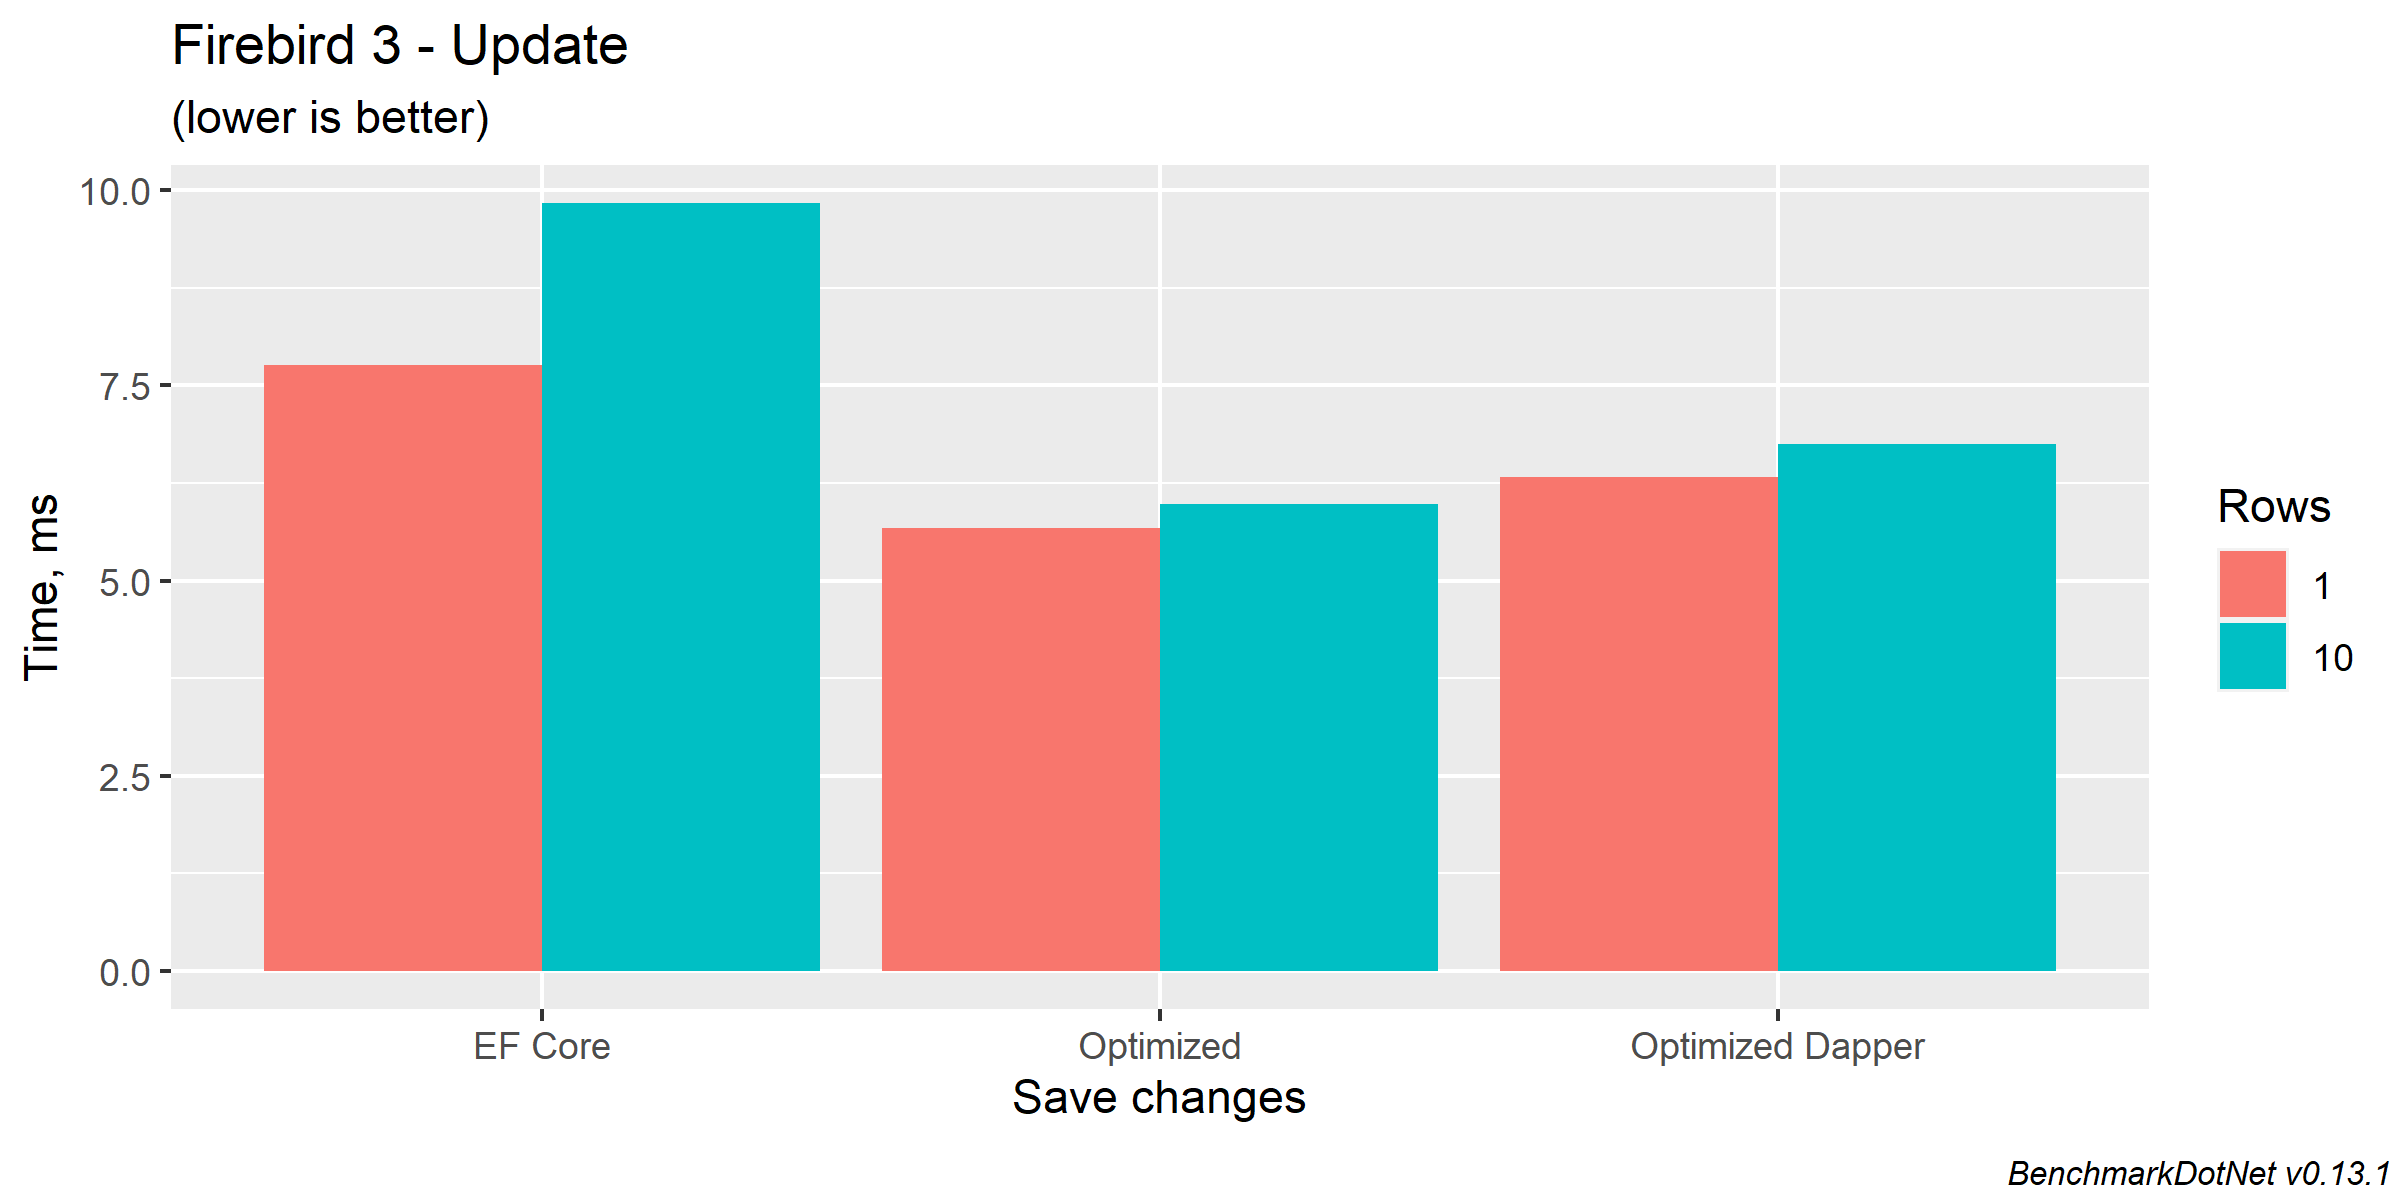 Firebird 3 - Update
(lower is better)
10.0
7.5
5.0
2.5
0.0
Time, ms
EF Core
Optimized
Optimized Dapper
Save changes
Rows
1
10
BenchmarkDotNet v0.13.1